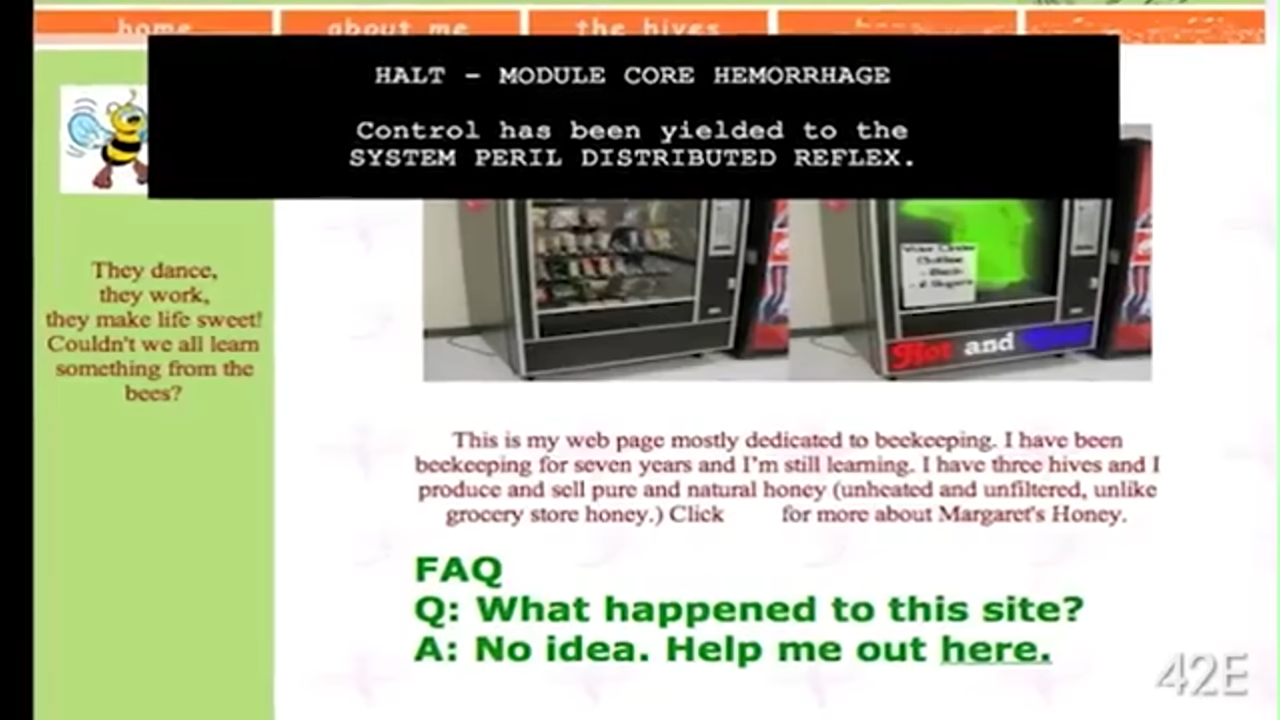 home about me the hives
HALT - MODULE CORE HEMORRHAGE
Control has been yielded to the
SYSTEM PERIL DISTRIBUTED REFLEX.
They dance,
they work,
they make life sweet!
Couldn't we all learn
something from the
bees?
Hot and
This is my web page mostly dedicated to beekeeping. I have been
beekeeping for seven years and I'm still learning. I have three hives and I
produce and sell pure and natural honey (unheated and unfiltered, unlike
grocery store honey.) Click for more about Margaret's Honey.
FAQ
Q: What happened to this site?
A: No idea. Help me out here.
42E